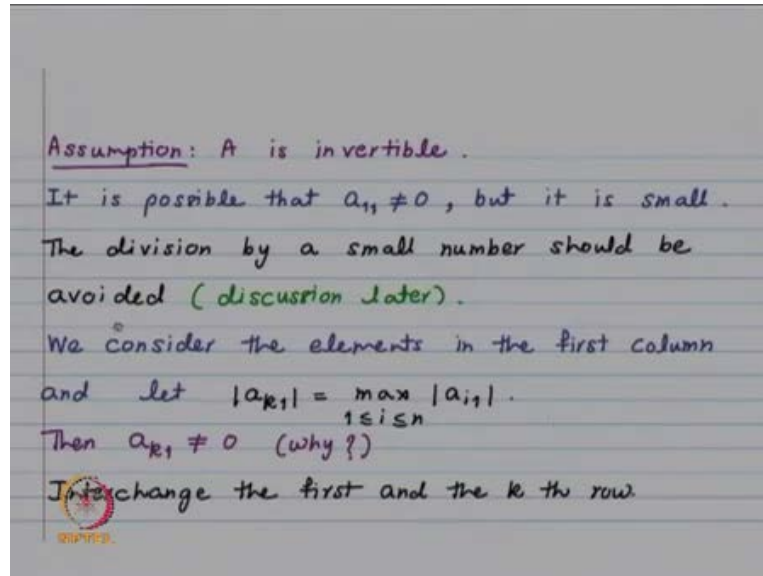 Assumption: A is invertible.
It is possible that a₁₁ ≠ 0, but it is small.
The division by a small number should be
avoided (discussion later).
We consider the elements in the first column
and let |aₖ₁| = max |aᵢ₁|.
1≤i≤n
Then aₖ₁ ≠ 0 (why?)
Interchange the first and the k th row.
NPTEL